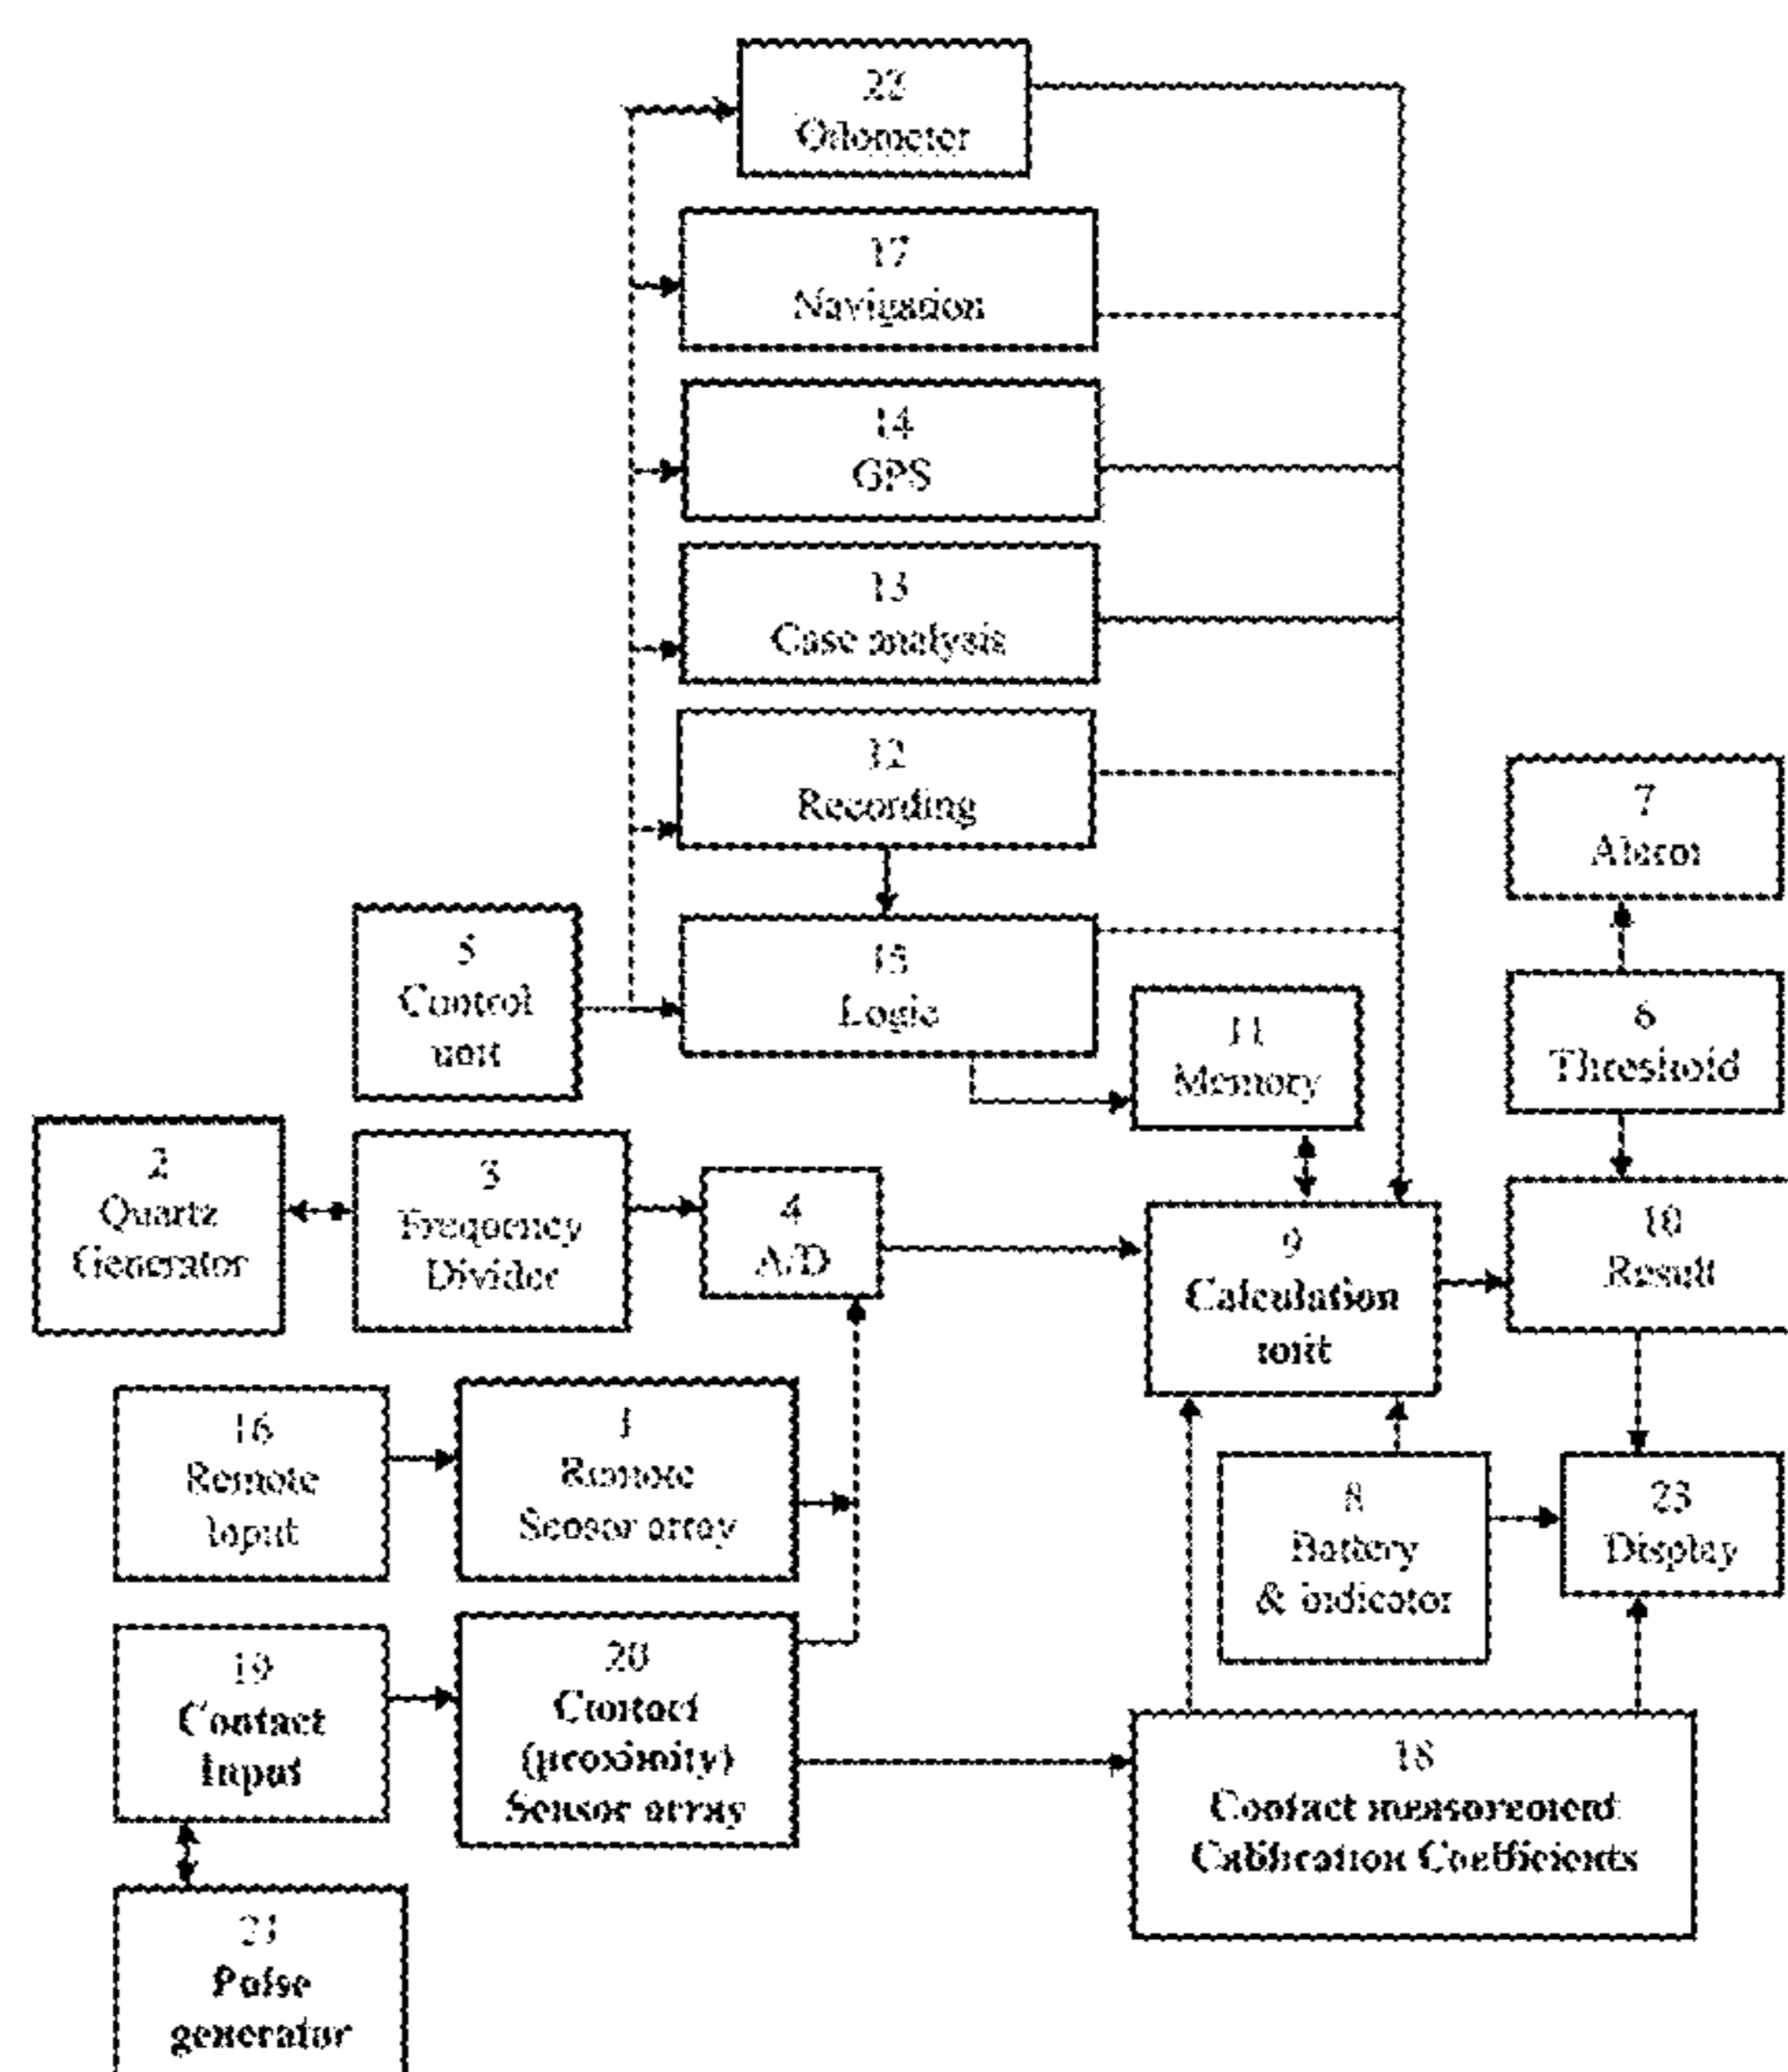 22
Odometer
17
Navigation
14
GPS
13
Case analysis
12
Recording
7
Alarm
5
Control
unit
15
Logic
11
Memory
6
Threshold
2
Quartz
Generator
3
Frequency
Divider
4
A/D
9
Calculation
unit
10
Result
16
Remote
Input
1
Remote
Sensor array
8
Battery
& indicator
23
Display
19
Contact
Input
20
Contact
(proximity)
Sensor array
18
Contact measurement
Calibration Coefficients
21
Pulse
generator